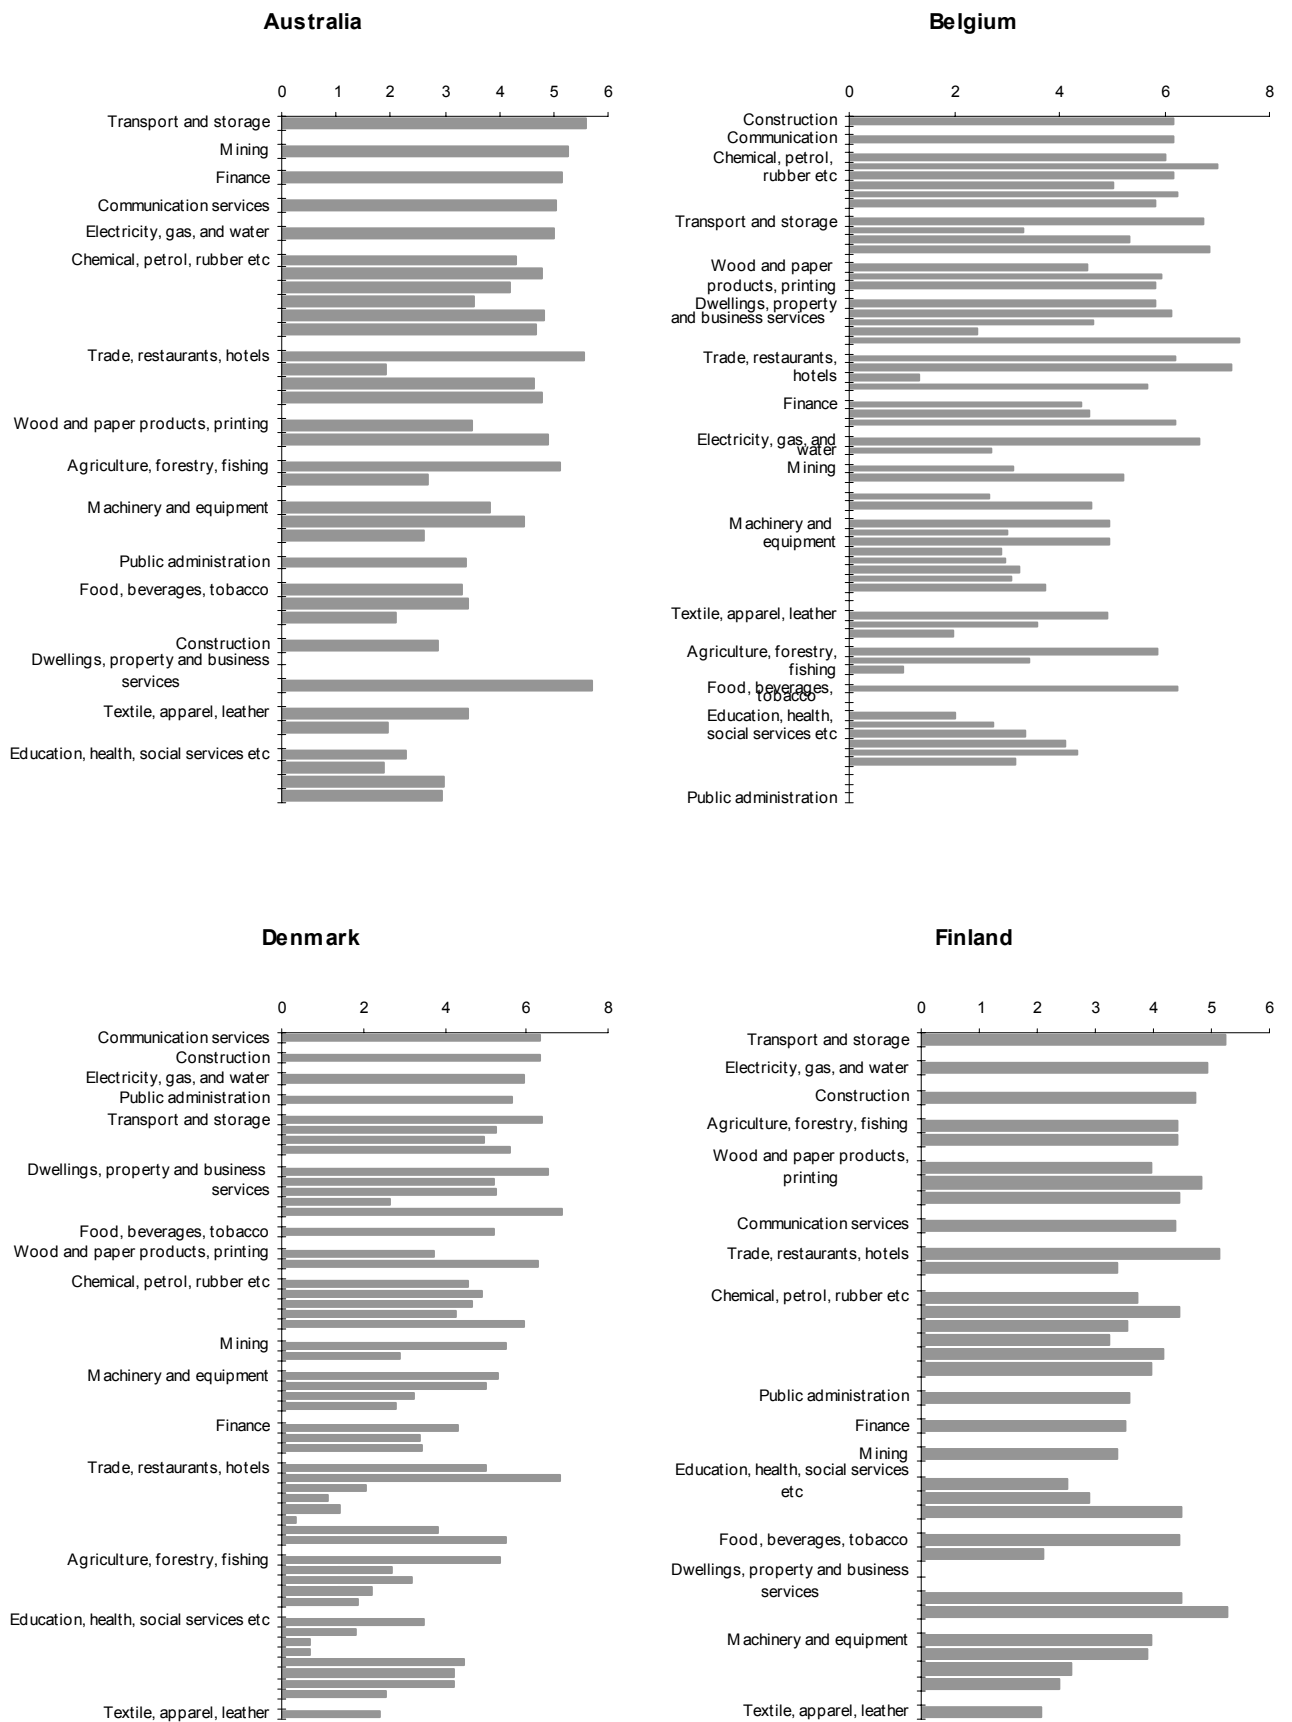 Australia
0 1 2 3 4 5 6
Transport and storage
Mining
Finance
Communication services
Electricity, gas, and water
Chemical, petrol, rubber etc
Trade, restaurants, hotels
Wood and paper products, printing
Agriculture, forestry, fishing
Machinery and equipment
Public administration
Food, beverages, tobacco
Construction
Dwellings, property and business
services
Textile, apparel, leather
Education, health, social services etc
Belgium
0 2 4 6 8
Construction
Communication
Chemical, petrol,
rubber etc
Transport and storage
Wood and paper
products, printing
Dwellings, property
and business services
Trade, restaurants,
hotels
Finance
Electricity, gas, and
water
Mining
Machinery and
equipment
Textile, apparel, leather
Agriculture, forestry,
fishing
Food, beverages,
tobacco
Education, health,
social services etc
Public administration
Denmark
0 2 4 6 8
Communication services
Construction
Electricity, gas, and water
Public administration
Transport and storage
Dwellings, property and business
services
Food, beverages, tobacco
Wood and paper products, printing
Chemical, petrol, rubber etc
Mining
Machinery and equipment
Finance
Trade, restaurants, hotels
Agriculture, forestry, fishing
Education, health, social services etc
Textile, apparel, leather
Finland
0 1 2 3 4 5 6
Transport and storage
Electricity, gas, and water
Construction
Agriculture, forestry, fishing
Wood and paper products,
printing
Communication services
Trade, restaurants, hotels
Chemical, petrol, rubber etc
Public administration
Finance
Mining
Education, health, social services
etc
Food, beverages, tobacco
Dwellings, property and business
services
Machinery and equipment
Textile, apparel, leather